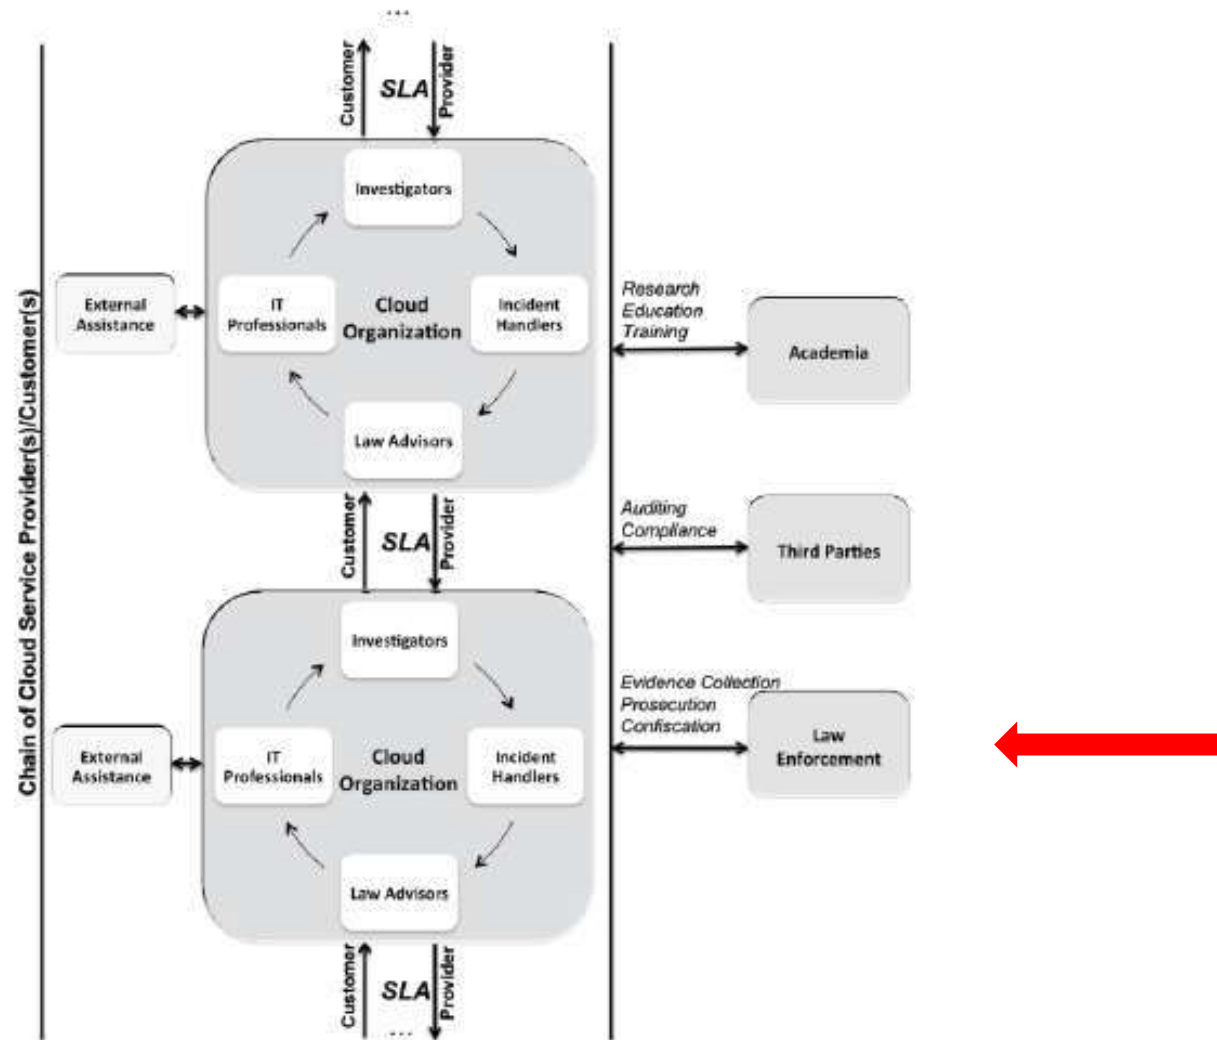 ...
Customer
SLA
Provider
Investigators
IT
Professionals
Cloud
Organization
Incident
Handlers
Law Advisors
External
Assistance
Customer
SLA
Provider
Investigators
IT
Professionals
Cloud
Organization
Incident
Handlers
Law Advisors
External
Assistance
Customer
SLA
Provider
...
Chain of Cloud Service Provider(s)/Customer(s)
Research
Education
Training
Academia
Auditing
Compliance
Third Parties
Evidence Collection
Prosecution
Confiscation
Law
Enforcement